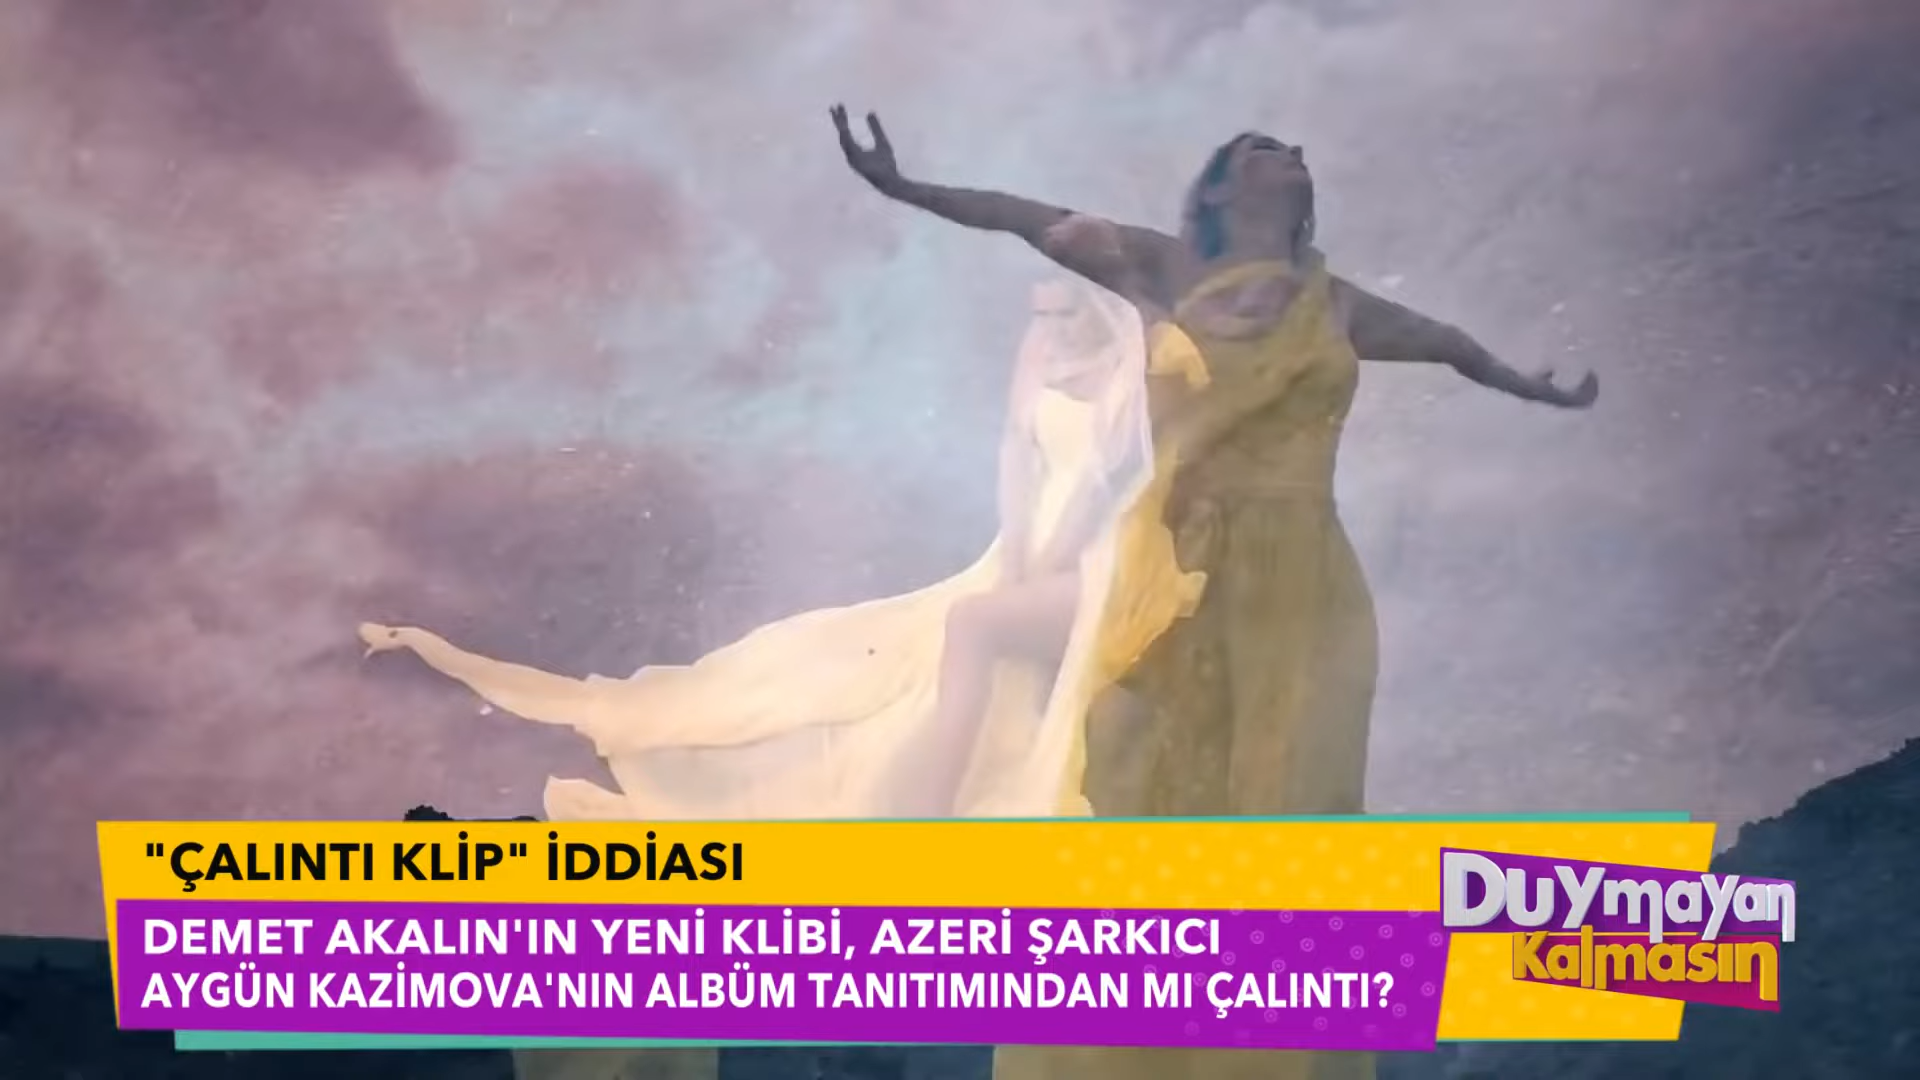 "ÇALINTI KLİP" İDDİASI
DEMET AKALIN'IN YENİ KLİBİ, AZERİ ŞARKICI
AYGÜN KAZİMOVA'NIN ALBÜM TANITIMINDAN MI ÇALINTI?
Duymayan
Kalmasın